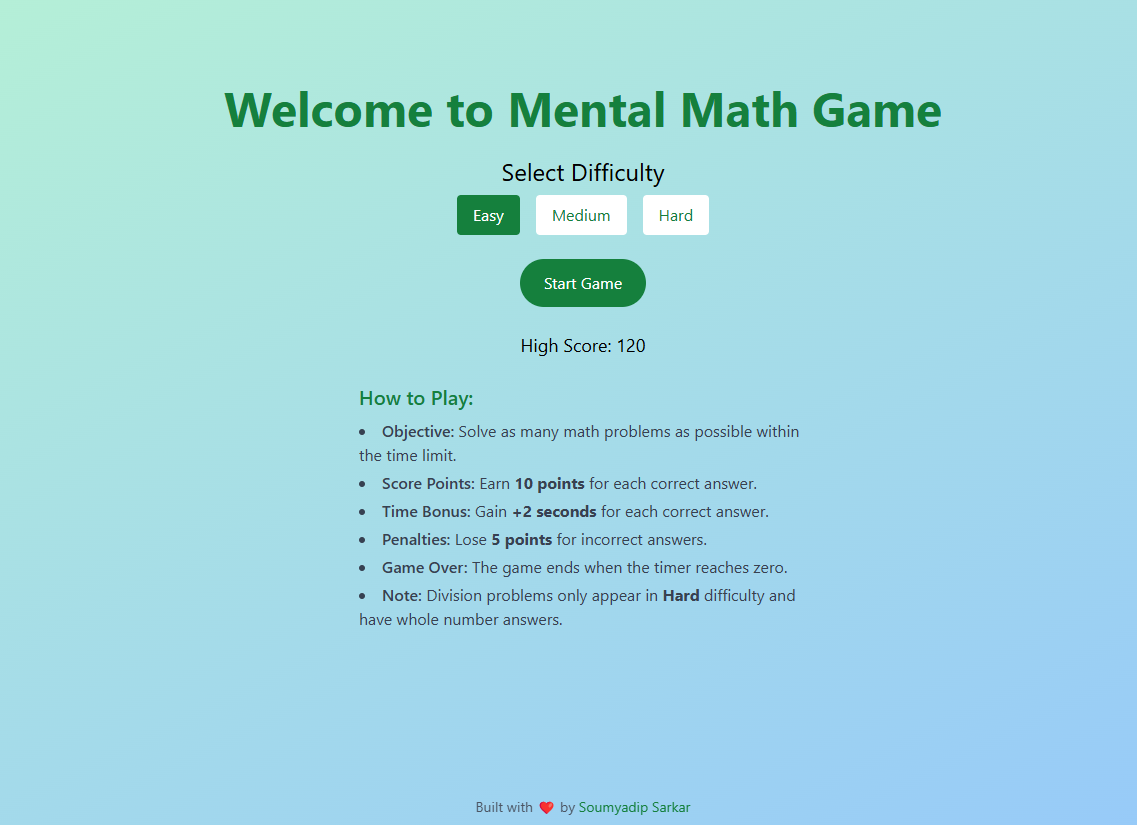 Welcome to Mental Math Game
Select Difficulty
Easy Medium Hard
Start Game
High Score: 120
How to Play:
• Objective: Solve as many math problems as possible within
the time limit.
• Score Points: Earn 10 points for each correct answer.
• Time Bonus: Gain +2 seconds for each correct answer.
• Penalties: Lose 5 points for incorrect answers.
• Game Over: The game ends when the timer reaches zero.
• Note: Division problems only appear in Hard difficulty and
have whole number answers.
Built with ❤️ by Soumyadip Sarkar